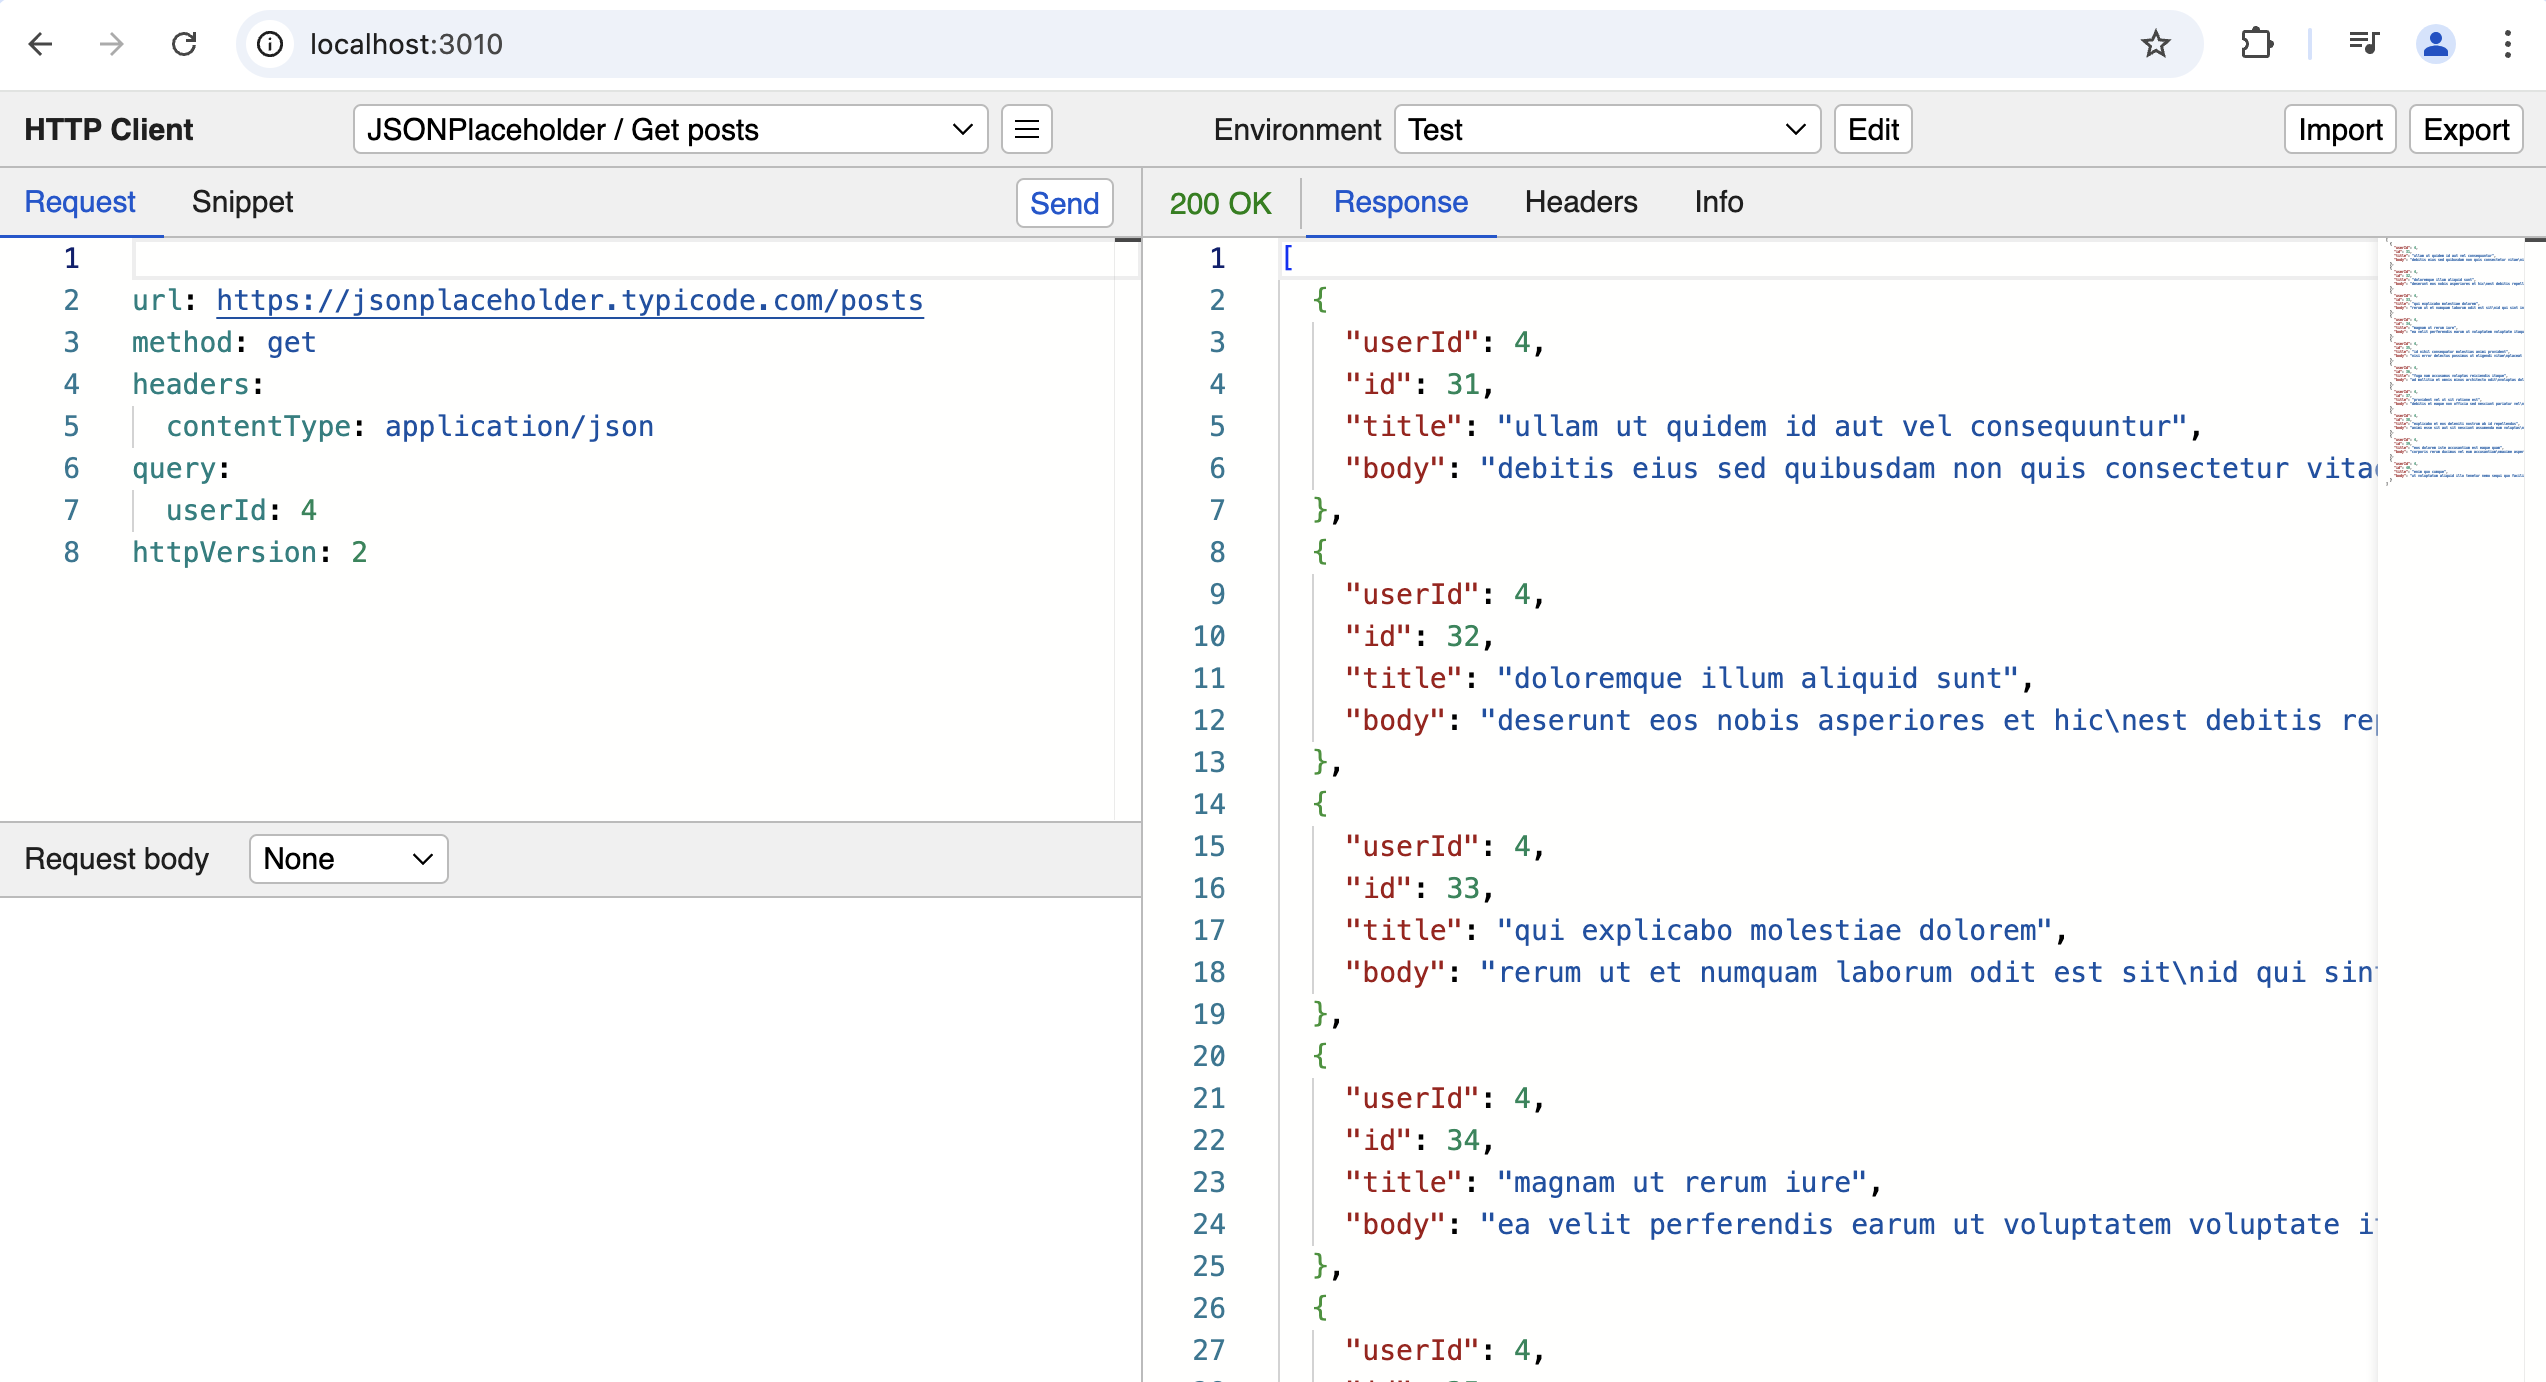 localhost:3010
HTTP Client
JSONPlaceholder / Get posts
Environment
Test
Edit
Import
Export
Request
Snippet
Send
200 OK
Response
Headers
Info
1
2 url: https://jsonplaceholder.typicode.com/posts
3 method: get
4 headers:
5 contentType: application/json
6 query:
7 userId: 4
8 httpVersion: 2
Request body
None
1 [
2 {
3 "userId": 4,
4 "id": 31,
5 "title": "ullam ut quidem id aut vel consequuntur",
6 "body": "debitis eius sed quibusdam non quis consectetur
7 },
8 {
9 "userId": 4,
10 "id": 32,
11 "title": "doloremque illum aliquid sunt",
12 "body": "deserunt eos nobis asperiores et hic\nest debitis
13 },
14 {
15 "userId": 4,
16 "id": 33,
17 "title": "qui explicabo molestiae dolorem",
18 "body": "rerum ut et numquam laborum odit est sit\nid qui
19 },
20 {
21 "userId": 4,
22 "id": 34,
23 "title": "magnam ut rerum iure",
24 "body": "ea velit perferendis earum ut voluptatem voluptate
25 },
26 {
27 "userId": 4,